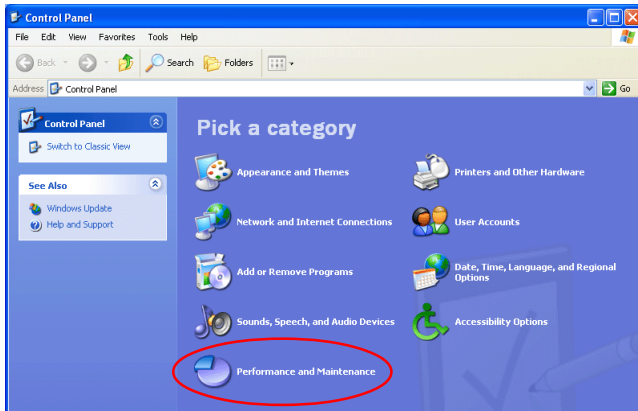 Control Panel
File Edit View Favorites Tools Help
Back Search Folders
Address Control Panel Go
Control Panel
Switch to Classic View
See Also
Windows Update
Help and Support
Pick a category
Appearance and Themes
Printers and Other Hardware
Network and Internet Connections
User Accounts
Add or Remove Programs
Date, Time, Language, and Regional
Options
Sounds, Speech, and Audio Devices
Accessibility Options
Performance and Maintenance